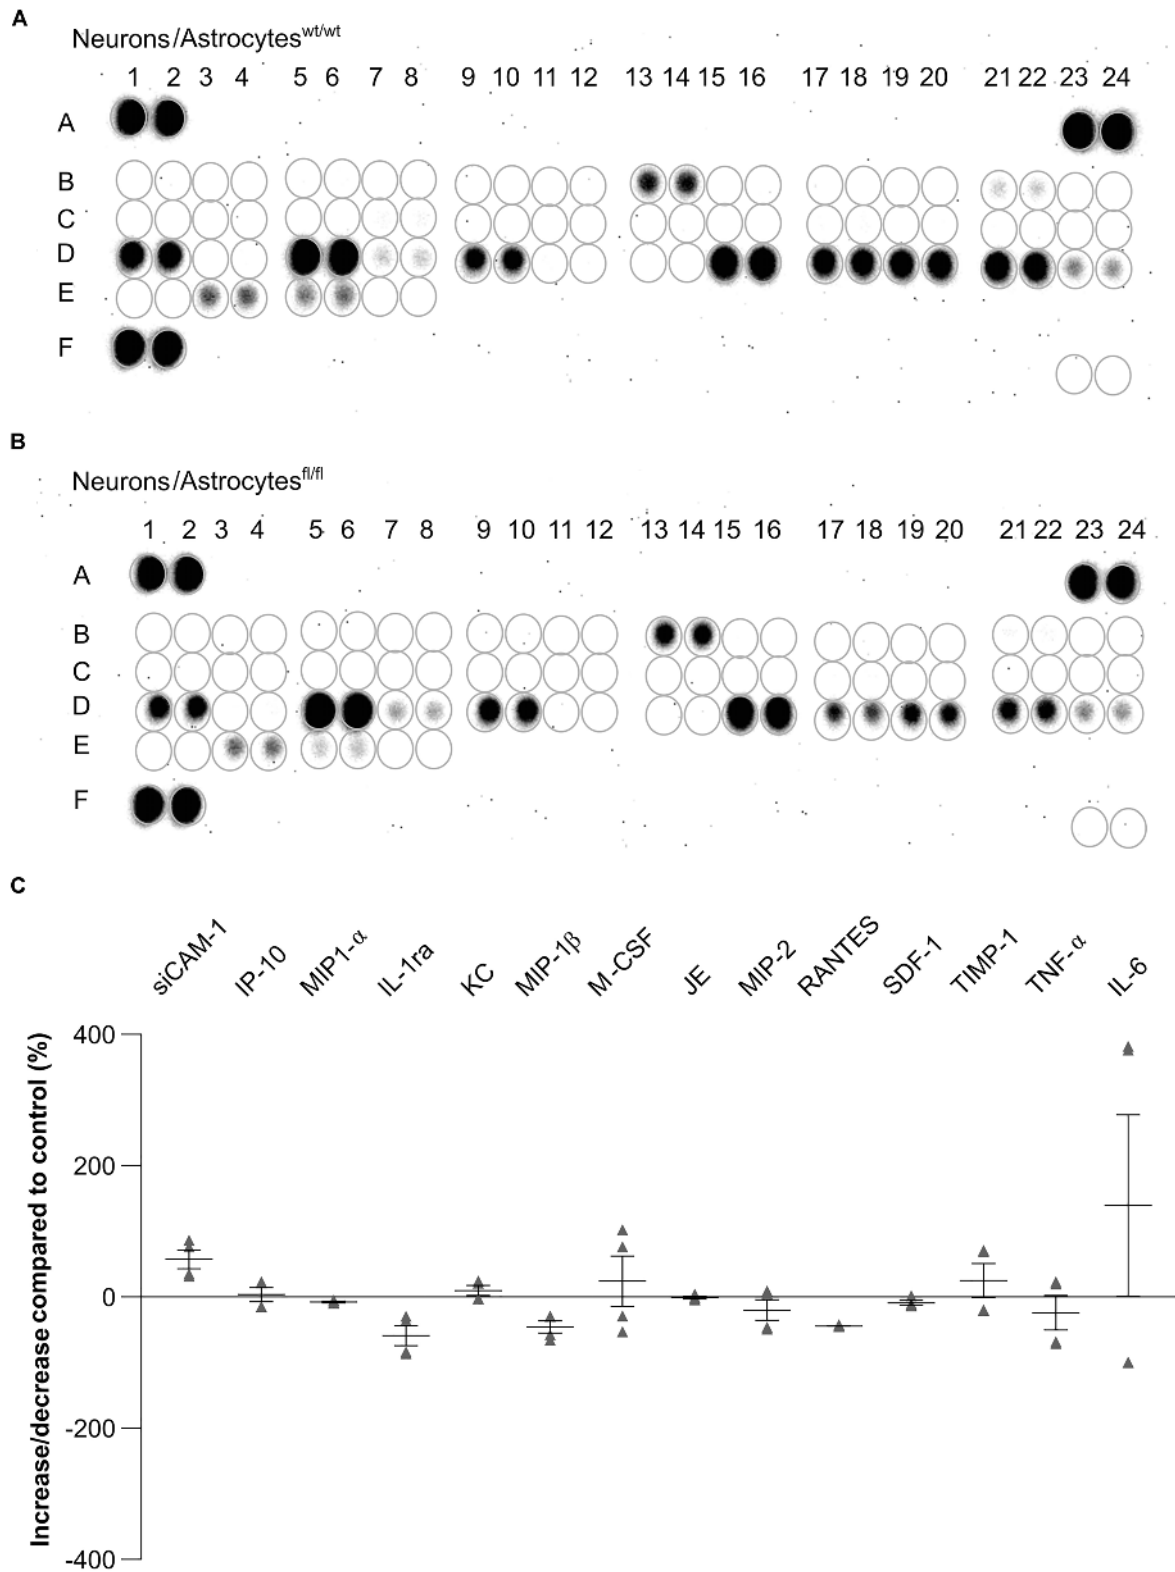 A
Neurons/Astrocyteswt/wt
1 2 3 4 5 6 7 8 9 10 11 12 13 14 15 16 17 18 19 20 21 22 23 24
A
B
C
D
E
F
B
Neurons/Astrocytesfl/fl
1 2 3 4 5 6 7 8 9 10 11 12 13 14 15 16 17 18 19 20 21 22 23 24
A
B
C
D
E
F
C
siCAM-1
IP-10
MIP1-α
IL-1ra
KC
MIP-1β
M-CSF
JE
MIP-2
RANTES
SDF-1
TIMP-1
TNF-α
IL-6
Increase/decrease compared to control (%)
400
200
0
-200
-400